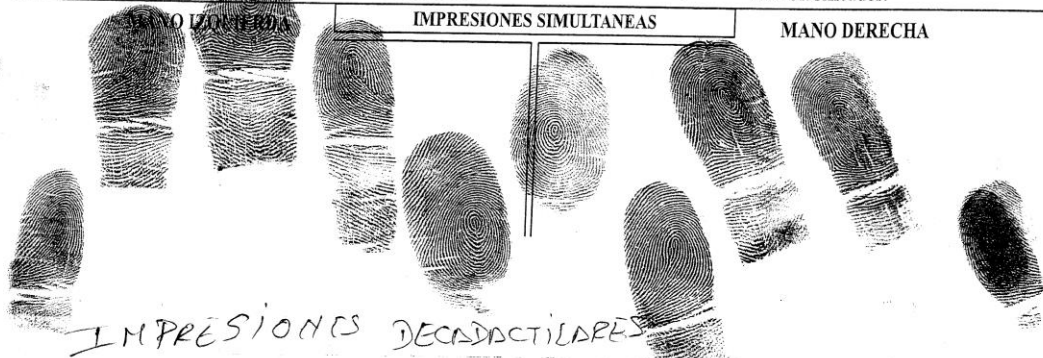 MANO IZQUIERDA
IMPRESIONES SIMULTANEAS
MANO DERECHA
IMPRESIONES DECADACTILARES